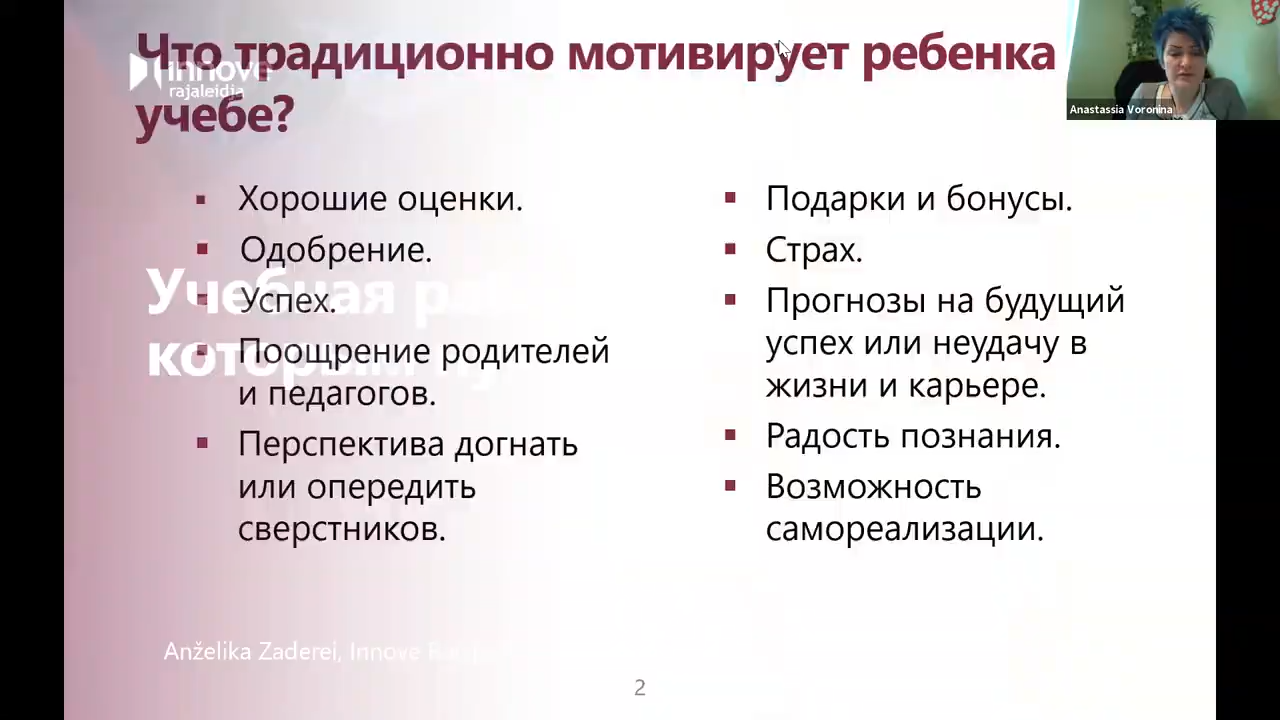 Что традиционно мотивирует ребенка
учебе?
innove
rajaleidja
Anastassia Voronina
Хорошие оценки.
Одобрение.
Успех.
Поощрение родителей
и педагогов.
Перспектива догнать
или опередить
сверстников.
Подарки и бонусы.
Страх.
Прогнозы на будущий
успех или неудачу в
жизни и карьере.
Радость познания.
Возможность
самореализации.
Учебная
Anželika Zaderei, Innove
2